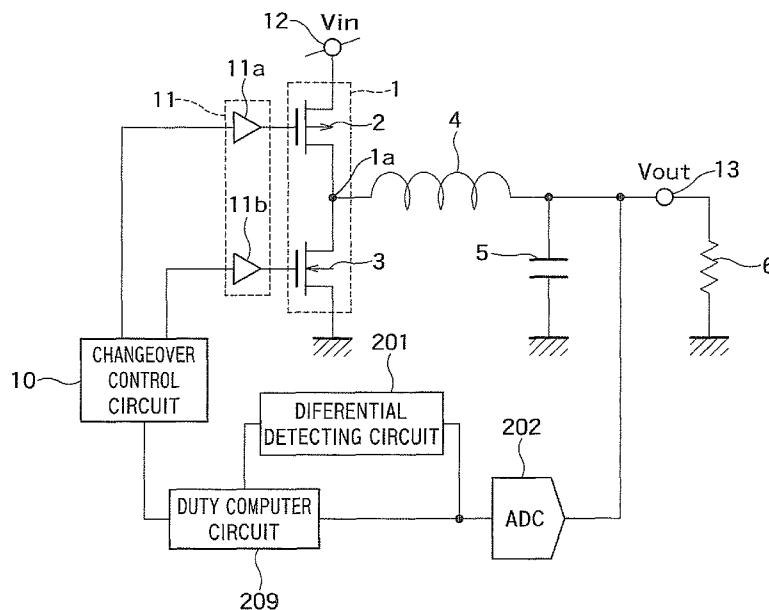 12
Vin
11
11a
1
2
1a
4
Vout
13
11b
3
5
6
10
CHANGEOVER
CONTROL
CIRCUIT
201
DIFERENTIAL
DETECTING CIRCUIT
202
ADC
DUTY COMPUTER
CIRCUIT
209